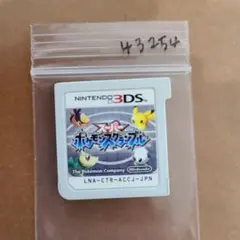 43254
NINTENDO 3DS
スーパー
ポケモンスクランブル
The Pokémon Company
Nintendo
LNA-CTR-ACCJ-JPN